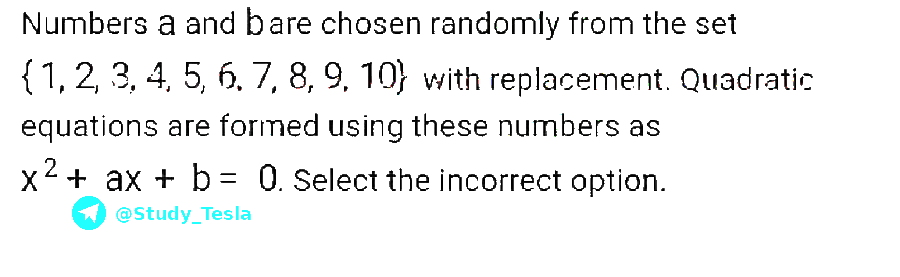 Numbers a and b are chosen randomly from the set
{1, 2, 3, 4, 5, 6, 7, 8, 9, 10} with replacement. Quadratic
equations are formed using these numbers as
x² + ax + b = 0. Select the incorrect option.
@Study_Tesla